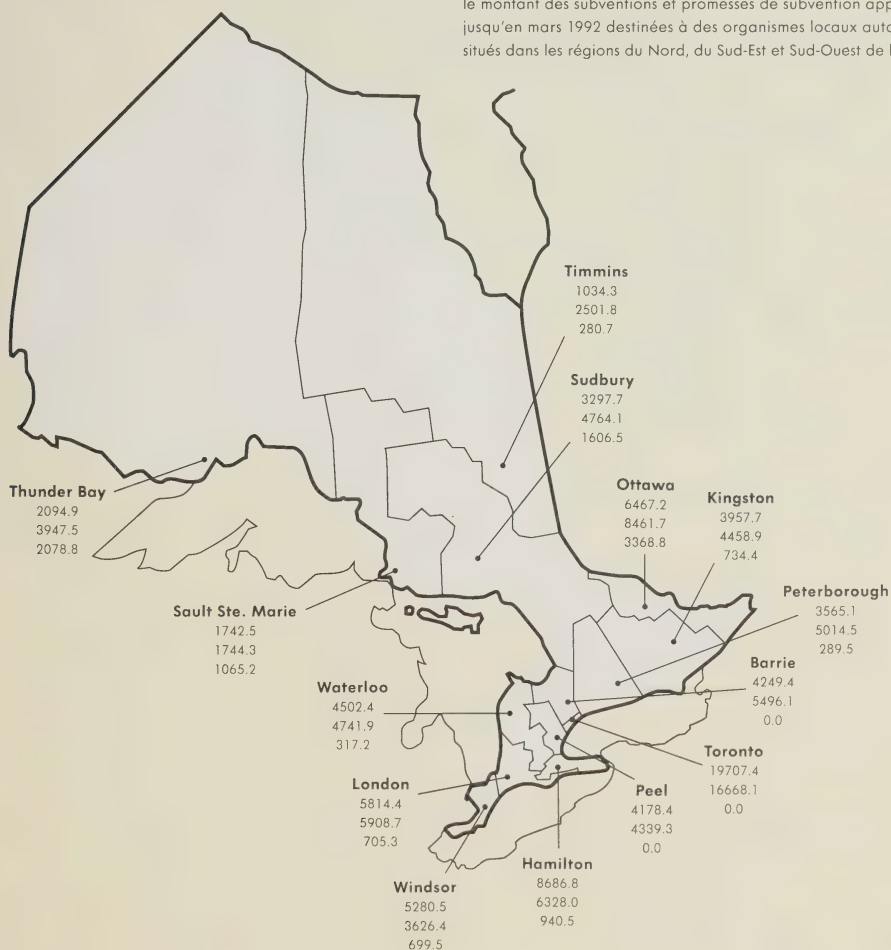 le montant des subventions et promesses de subvention
jusqu'en mars 1992 destinées à des organismes locaux
situés dans les régions du Nord, du Sud-Est et Sud-Ouest de
Timmins
1034.3
2501.8
280.7
Sudbury
3297.7
4764.1
1606.5
Ottawa
6467.2
8461.7
3368.8
Kingston
3957.7
4458.9
734.4
Thunder Bay
2094.9
3947.5
2078.8
Peterborough
3565.1
5014.5
289.5
Sault Ste. Marie
1742.5
1744.3
1065.2
Barrie
4249.4
5496.1
0.0
Waterloo
4502.4
4741.9
317.2
Toronto
19707.4
16668.1
0.0
London
5814.4
5908.7
705.3
Peel
4178.4
4339.3
0.0
Hamilton
8686.8
6328.0
940.5
Windsor
5280.5
3626.4
699.5